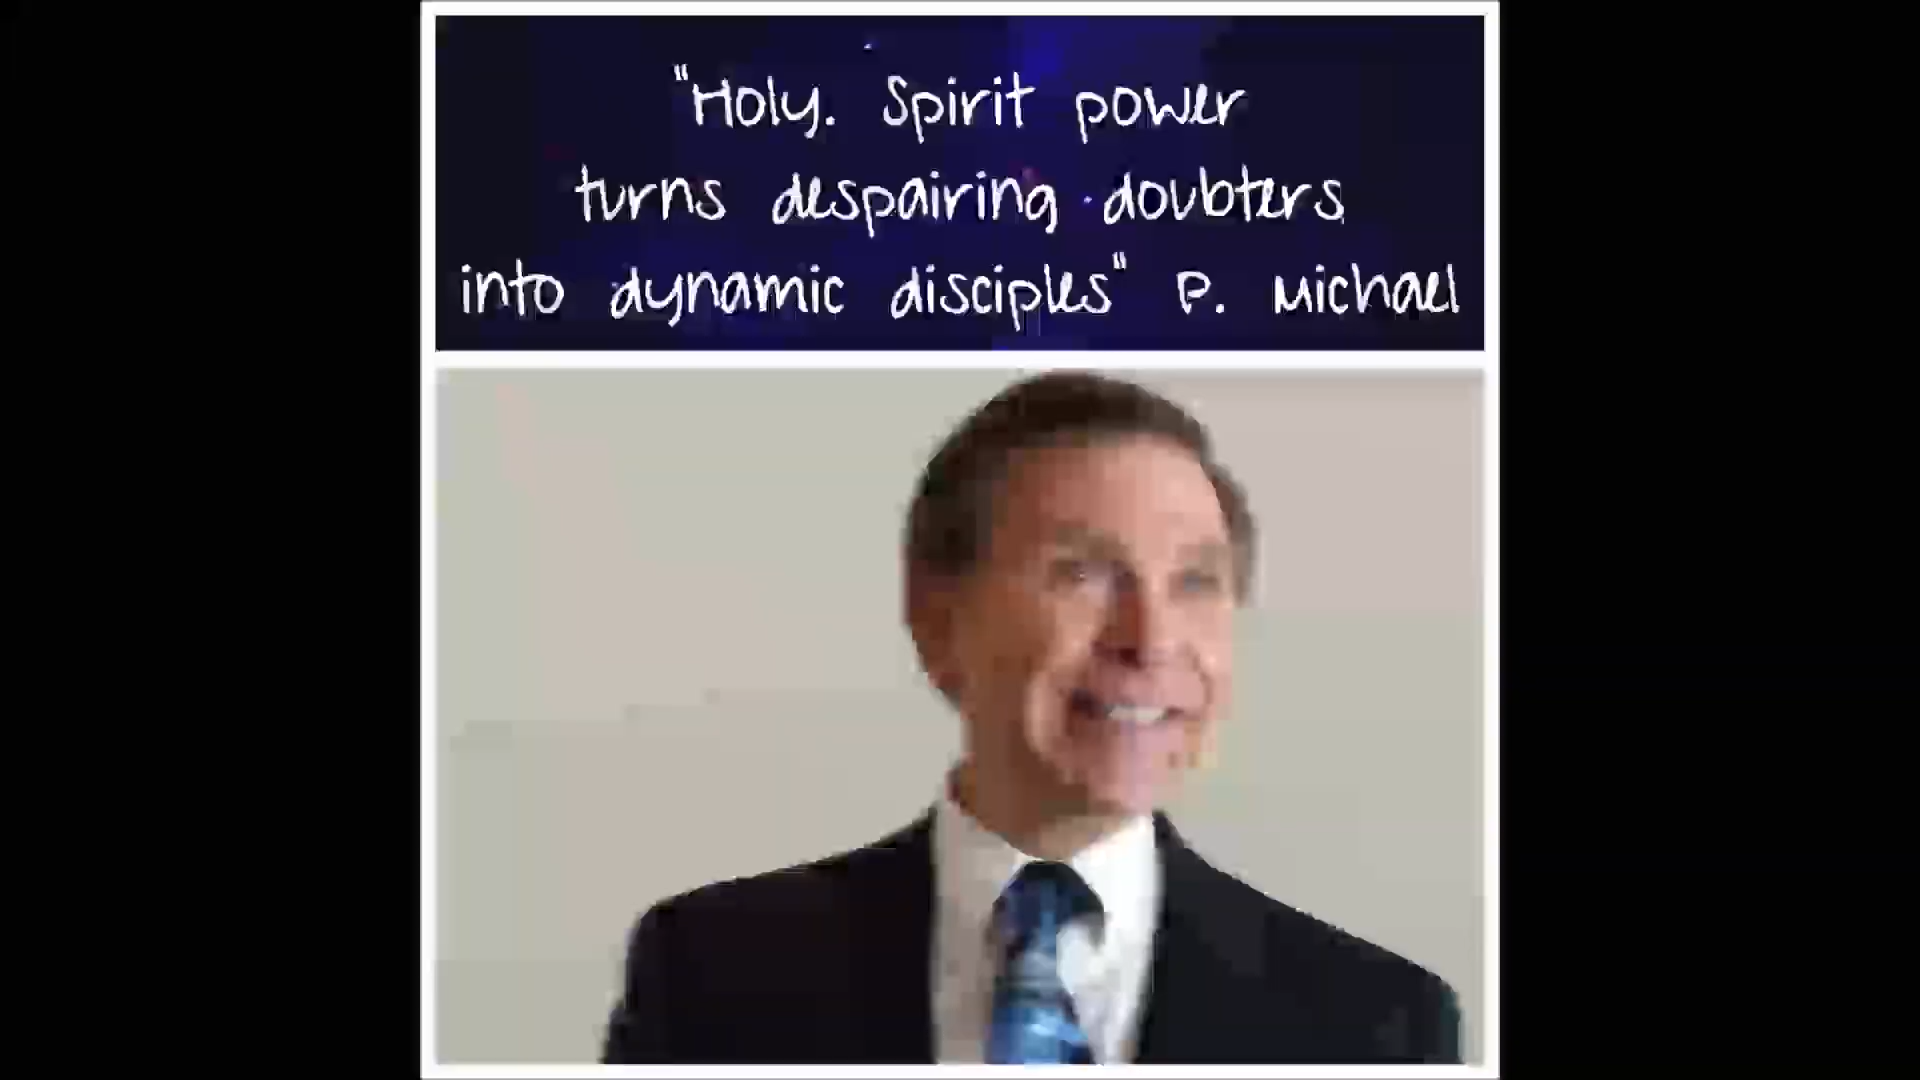 "Holy. Spirit power
turns despairing doubters
into dynamic disciples" P. Michael